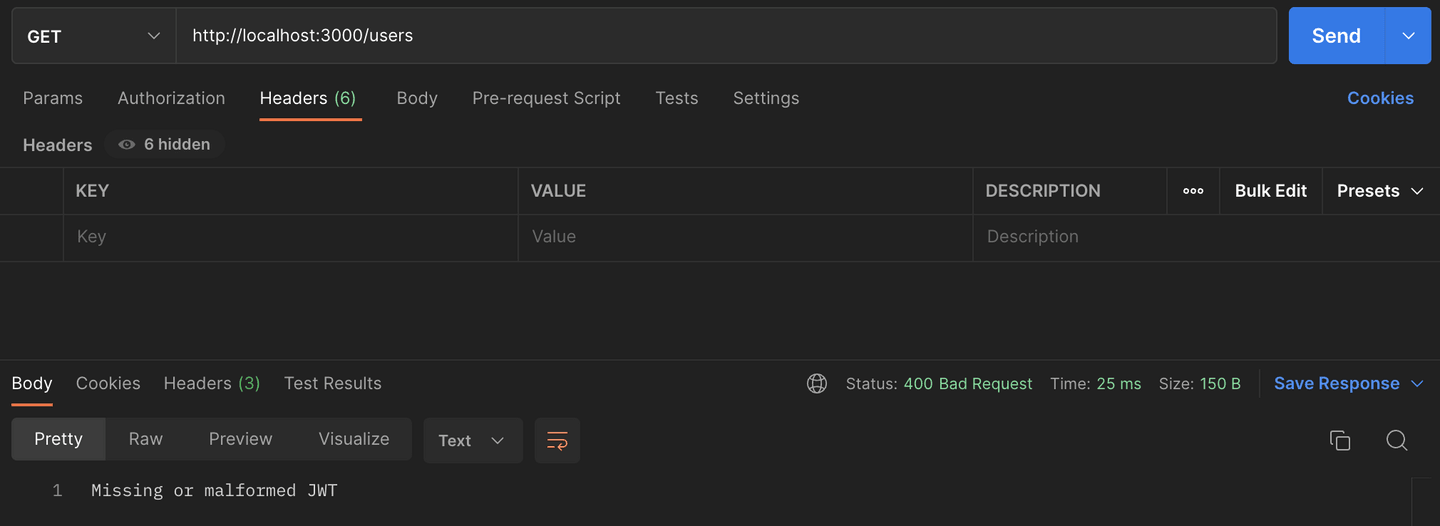 GET http://localhost:3000/users Send
Params Authorization Headers (6) Body Pre-request Script Tests Settings Cookies
Headers 6 hidden
KEY VALUE DESCRIPTION ooo Bulk Edit Presets
Key Value Description
Body Cookies Headers (3) Test Results Status: 400 Bad Request Time: 25 ms Size: 150 B Save Response
Pretty Raw Preview Visualize Text
1 Missing or malformed JWT